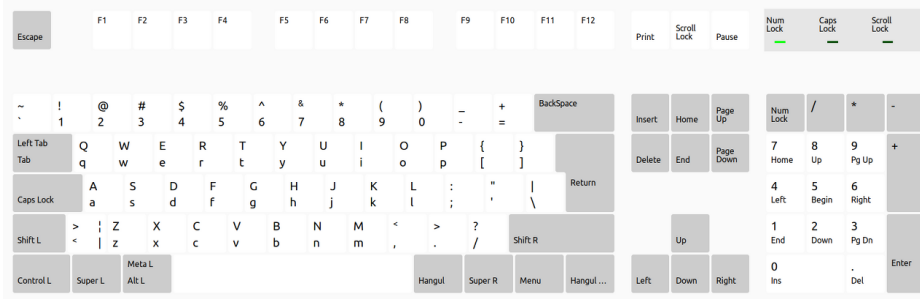 Escape F1 F2 F3 F4 F5 F6 F7 F8 F9 F10 F11 F12 Print Scroll Lock Pause Num Lock Caps Lock Scroll Lock
~ ! @ # $ % ^ & * ( ) _ + BackSpace
` 1 2 3 4 5 6 7 8 9 0 - =
Insert Home Page Up Num Lock / * -
Left Tab Q W E R T Y U I O P { }
Tab q w e r t y u i o p [ ] Return
Delete End Page Down 7 8 9 +
Home Up Pg Up
A S D F G H J K L : " |
Caps Lock a s d f g h j k l ; ' \
4 5 6
Left Begin Right
> ¦ Z X C V B N M < > ?
Shift L < | z x c v b n m , . / Shift R
Up 1 2 3
End Down Pg Dn
Meta L
Control L Super L Alt L Hangul Super R Menu Hangul ...
Left Down Right 0 . Enter
Ins Del